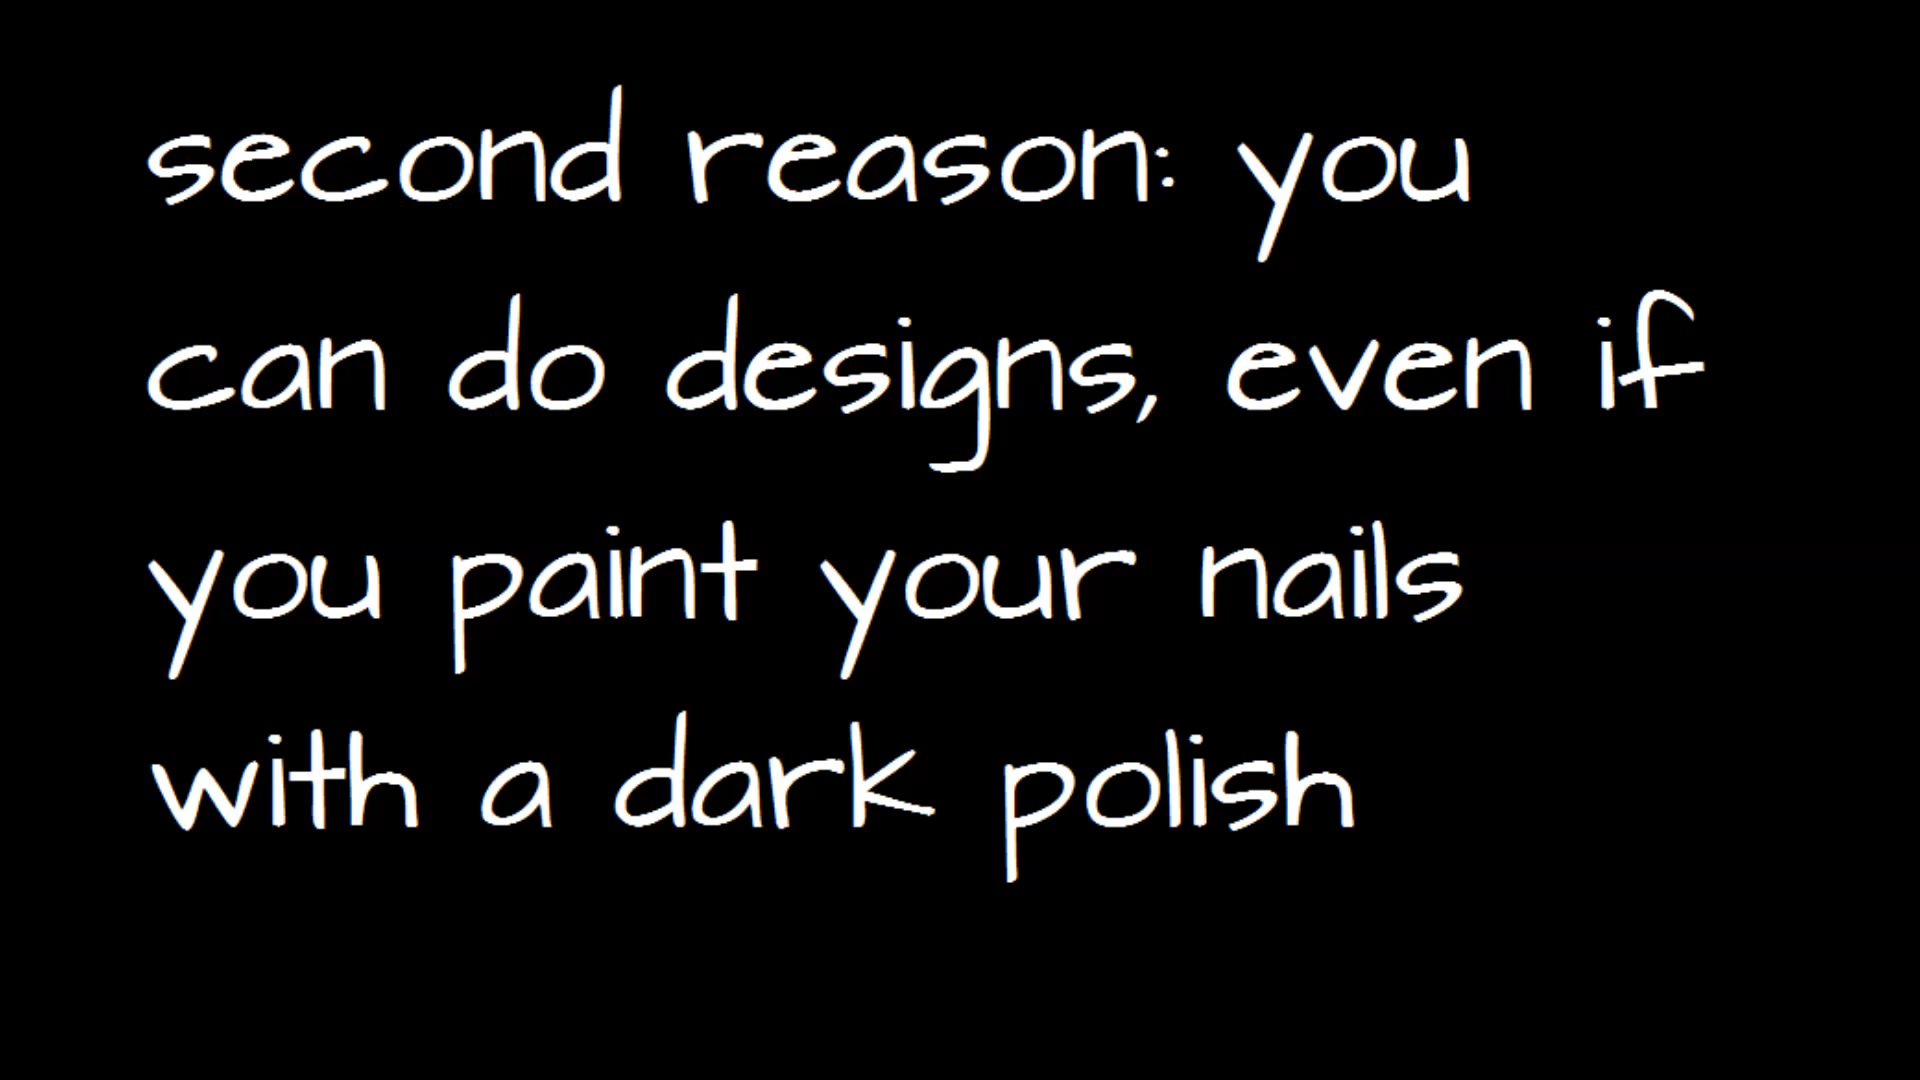 second reason: you
can do designs, even if
you paint your nails
with a dark polish